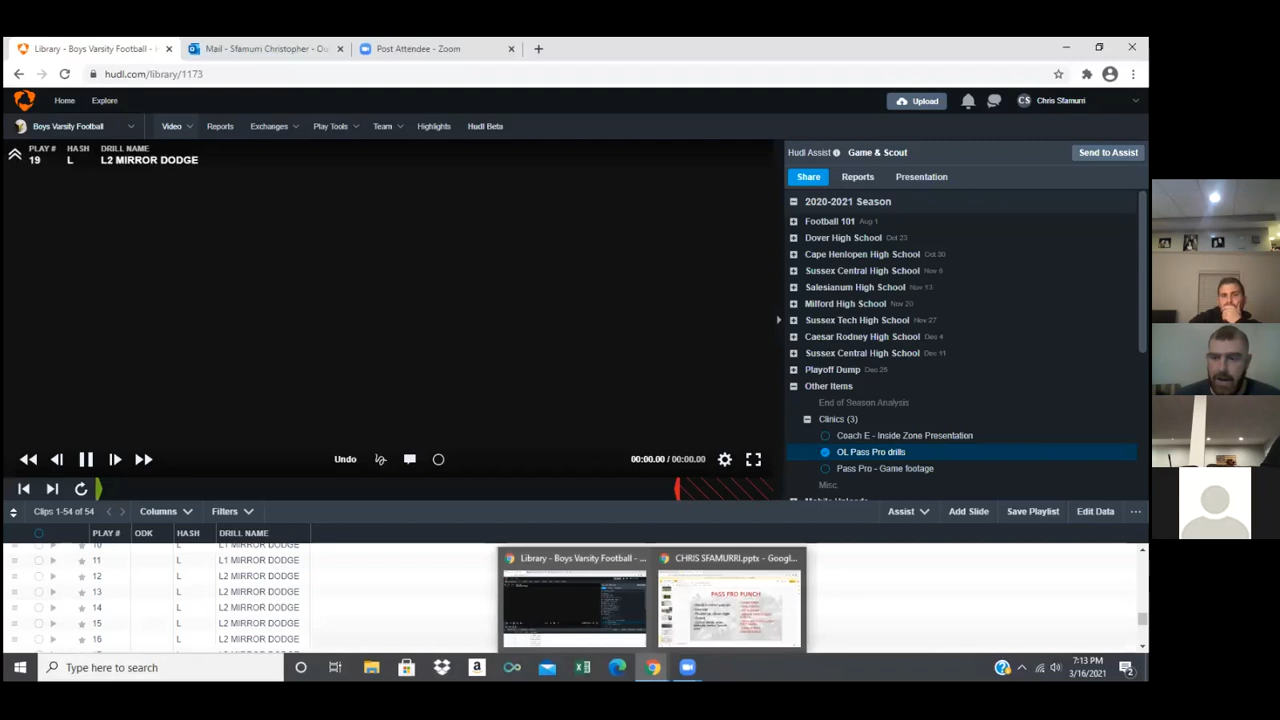 Library - Boys Varsity Football -
Mail - Sfamurri Christopher - Ou
Post Attendee - Zoom
hudl.com/library/1173
Home
Explore
Upload
CS
Chris Sfamurri
Boys Varsity Football
Video
Reports
Exchanges
Play Tools
Team
Highlights
Hudl Beta
PLAY # HASH DRILL NAME
19 L L2 MIRROR DODGE
Hudl Assist
Game & Scout
Send to Assist
Share
Reports
Presentation
2020-2021 Season
Football 101 Aug 1
Dover High School Oct 23
Cape Henlopen High School Oct 30
Sussex Central High School Nov 6
Salesianum High School Nov 13
Milford High School Nov 20
Sussex Tech High School Nov 27
Caesar Rodney High School Dec 4
Sussex Central High School Dec 11
Playoff Dump Dec 25
Other Items
End of Season Analysis
Clinics (3)
Coach E - Inside Zone Presentation
OL Pass Pro drills
Pass Pro - Game footage
Misc.
Undo
00:00.00 / 00:00.00
Clips 1-54 of 54
Columns
Filters
Assist
Add Slide
Save Playlist
Edit Data
PLAY # ODK HASH DRILL NAME
10 L L1 MIRROR DODGE
11 L L1 MIRROR DODGE
12 L L2 MIRROR DODGE
13 L L2 MIRROR DODGE
14 L L2 MIRROR DODGE
15 L L2 MIRROR DODGE
16 L L2 MIRROR DODGE
Library - Boys Varsity Football - ...
CHRIS SFAMURRI.pptx - Googl...
PASS PRO PUNCH
Type here to search
7:13 PM
3/16/2021
2